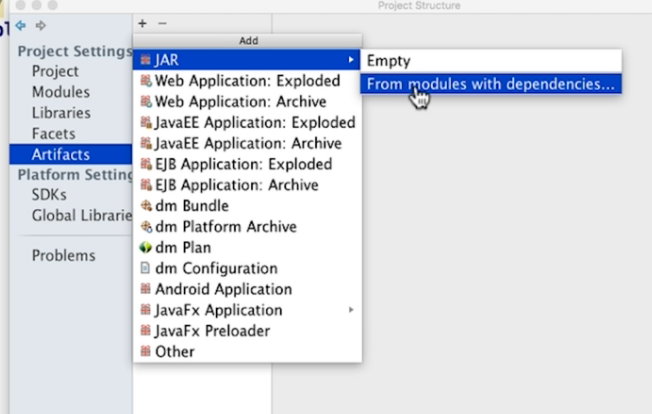 Project Structure
+ −
Add
Project Settings
Project
Modules
Libraries
Facets
Artifacts
Platform Setting
SDKs
Global Librarie
Problems
JAR
Web Application: Exploded
Web Application: Archive
JavaEE Application: Exploded
JavaEE Application: Archive
EJB Application: Exploded
EJB Application: Archive
dm Bundle
dm Platform Archive
dm Plan
dm Configuration
Android Application
JavaFx Application
JavaFx Preloader
Other
Empty
From modules with dependencies...